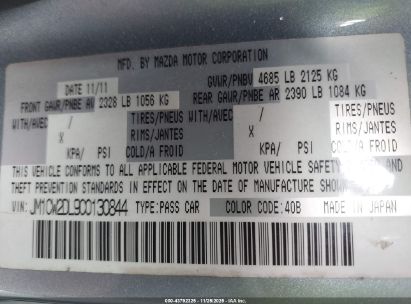 MFD. BY MAZDA MOTOR CORPORATION
DATE 11/11 GVWR/PNBV 4685 LB 2125 KG
FRONT GAWR/PNBE AV 2328 LB 1056 KG REAR GAWR/PNBE AR 2390 LB 1084 KG
WITH/AVEC / TIRES/PNEUS WITH/AVEC / TIRES/PNEUS
X RIMS/JANTES X RIMS/JANTES
KPA/ PSI COLD/A FROID KPA/ PSI COLD/A FROID
THIS VEHICLE CONFORMS TO ALL APPLICABLE FEDERAL MOTOR VEHICLE SAFETY AND
THEFT PREVENTION STANDARDS IN EFFECT ON THE DATE OF MANUFACTURE SHOWN
VIN: TYPE:PASS CAR COLOR CODE:40B MADE IN JAPAN